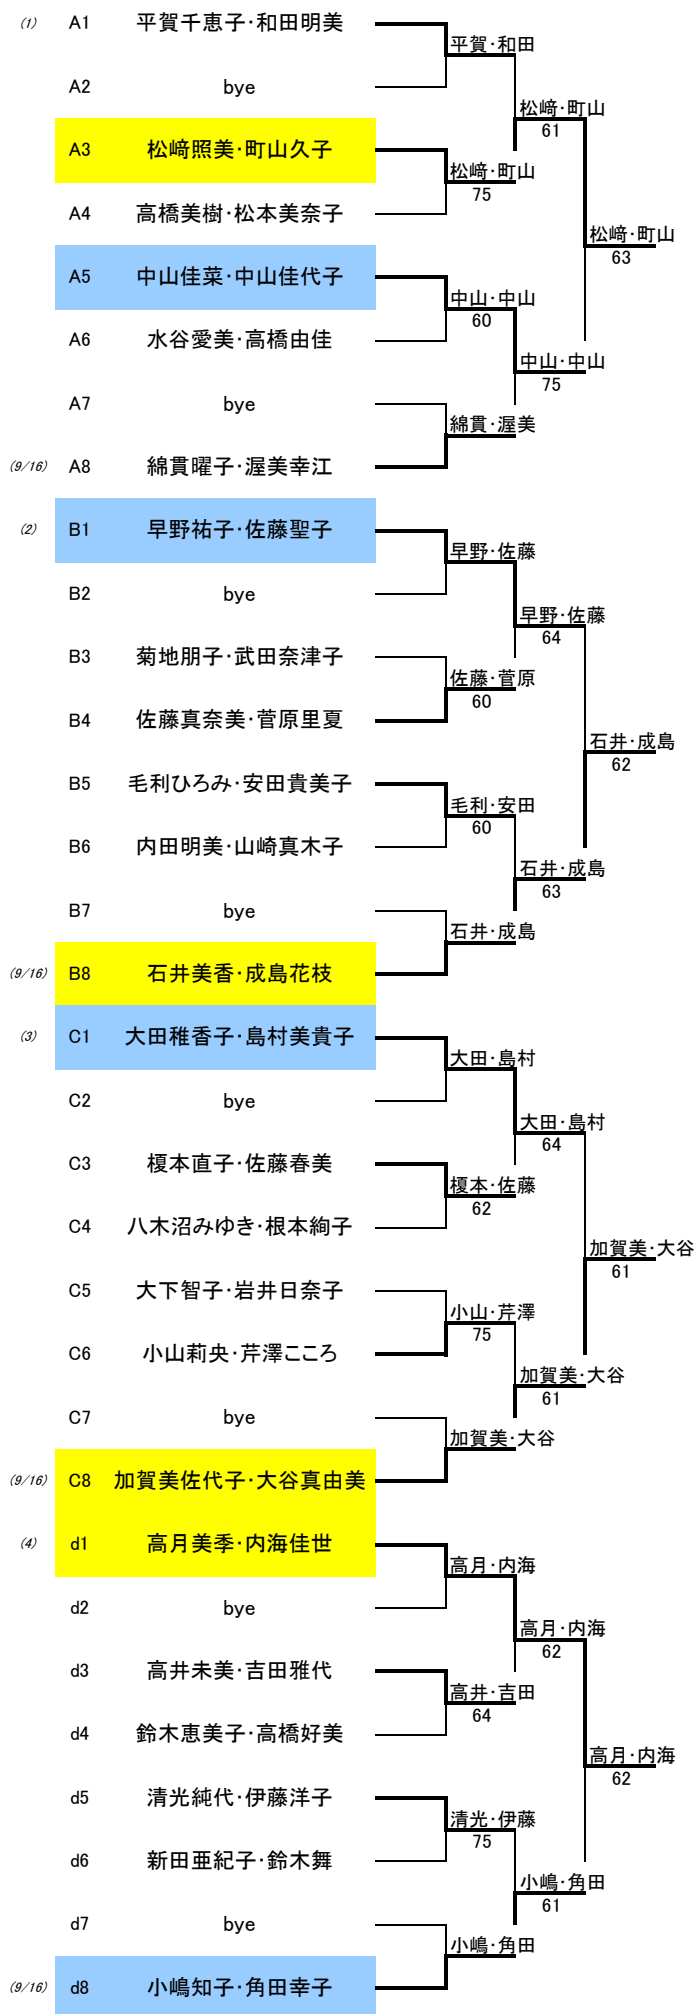 (1) A1 平賀千恵子・和田明美
平賀・和田
A2 bye
松﨑・町山
61
A3 松﨑照美・町山久子
松﨑・町山
75
A4 高橋美樹・松本美奈子
松﨑・町山
63
A5 中山佳菜・中山佳代子
中山・中山
60
A6 水谷愛美・高橋由佳
中山・中山
75
A7 bye
綿貫・渥美
(9/16) A8 綿貫曜子・渥美幸江
(2) B1 早野祐子・佐藤聖子
早野・佐藤
B2 bye
早野・佐藤
64
B3 菊地朋子・武田奈津子
佐藤・菅原
60
B4 佐藤真奈美・菅原里夏
石井・成島
62
B5 毛利ひろみ・安田貴美子
毛利・安田
60
B6 内田明美・山崎真木子
石井・成島
63
B7 bye
石井・成島
(9/16) B8 石井美香・成島花枝
(3) C1 大田稚香子・島村美貴子
大田・島村
C2 bye
大田・島村
64
C3 榎本直子・佐藤春美
榎本・佐藤
62
C4 八木沼みゆき・根本絢子
加賀美・大谷
61
C5 大下智子・岩井日奈子
小山・芹澤
75
C6 小山莉央・芹澤こころ
加賀美・大谷
61
C7 bye
加賀美・大谷
(9/16) C8 加賀美佐代子・大谷真由美
(4) d1 高月美季・内海佳世
高月・内海
d2 bye
高月・内海
62
d3 高井未美・吉田雅代
高井・吉田
64
d4 鈴木恵美子・高橋好美
高月・内海
62
d5 清光純代・伊藤洋子
清光・伊藤
75
d6 新田亜紀子・鈴木舞
小嶋・角田
61
d7 bye
小嶋・角田
(9/16) d8 小嶋知子・角田幸子